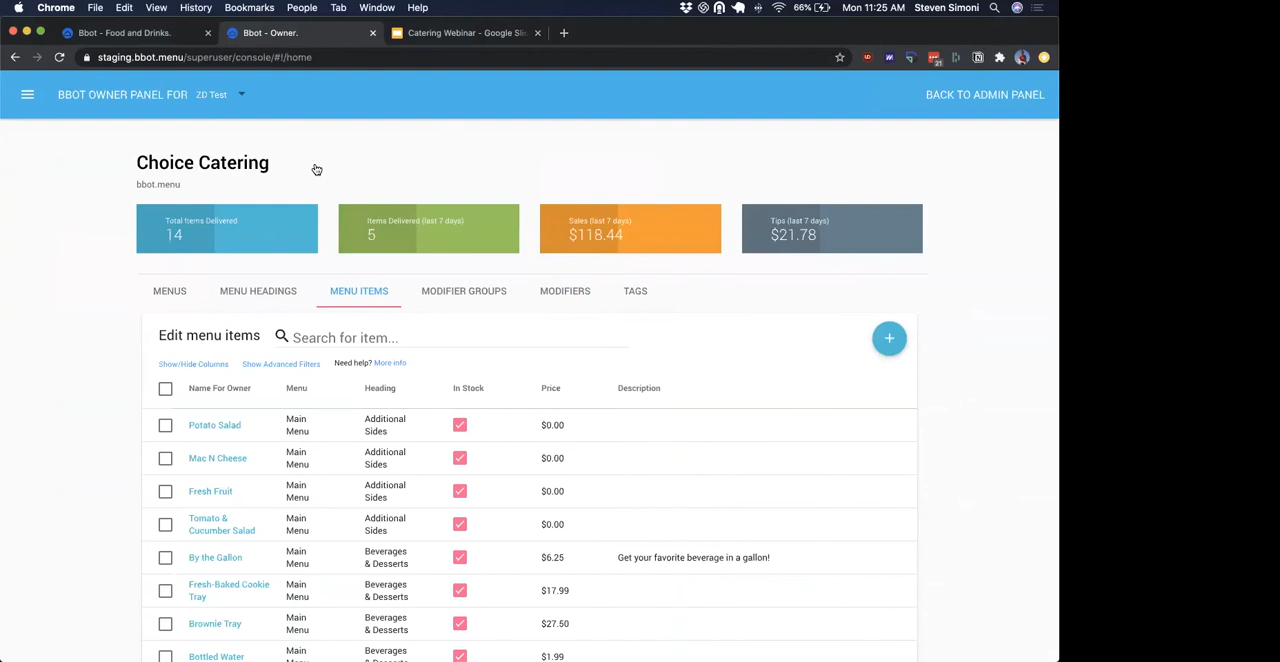 Chrome File Edit View History Bookmarks People Tab Window Help 66% Mon 11:25 AM Steven Simoni
Bbot - Food and Drinks. Bbot - Owner. Catering Webinar - Google Slid
staging.bbot.menu/superuser/console/#!/home 21
BBOT OWNER PANEL FOR ZD Test BACK TO ADMIN PANEL
Choice Catering
bbot.menu
Total Items Delivered Items Delivered (last 7 days) Sales (last 7 days) Tips (last 7 days)
14 5 $118.44 $21.78
MENUS MENU HEADINGS MENU ITEMS MODIFIER GROUPS MODIFIERS TAGS
Edit menu items Search for item...
Show/Hide Columns Show Advanced Filters Need help? More info
Name For Owner Menu Heading In Stock Price Description
Potato Salad Main Menu Additional Sides $0.00
Mac N Cheese Main Menu Additional Sides $0.00
Fresh Fruit Main Menu Additional Sides $0.00
Tomato & Cucumber Salad Main Menu Additional Sides $0.00
By the Gallon Main Menu Beverages & Desserts $6.25 Get your favorite beverage in a gallon!
Fresh-Baked Cookie Tray Main Menu Beverages & Desserts $17.99
Brownie Tray Main Menu Beverages & Desserts $27.50
Bottled Water Main Menu Beverages & Desserts $1.99